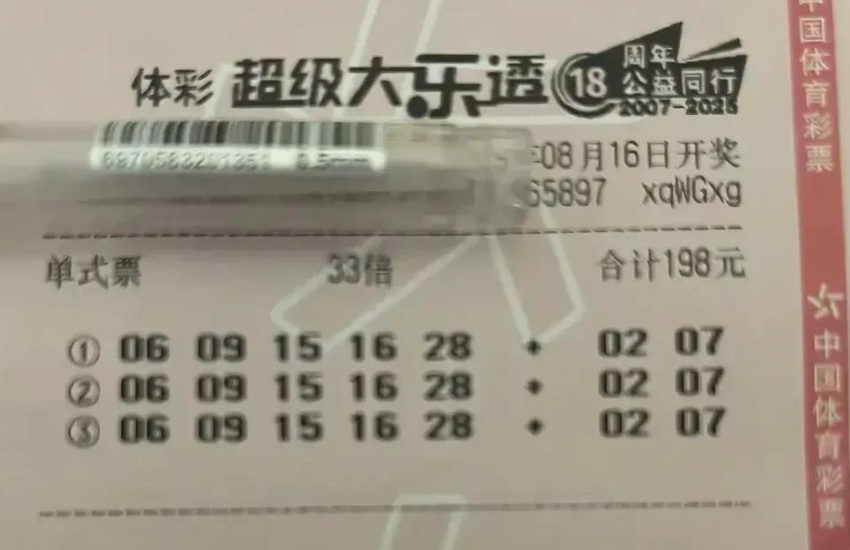 体彩 超级大乐透 18 周年
公益同行
2007-2025
6970563201351 0.5mm
年08月16日开奖
65897 xqWGxg
单式票 33倍 合计198元
① 06 09 15 16 28 + 02 07
② 06 09 15 16 28 + 02 07
③ 06 09 15 16 28 + 02 07
中国体育彩票
中国体育彩票